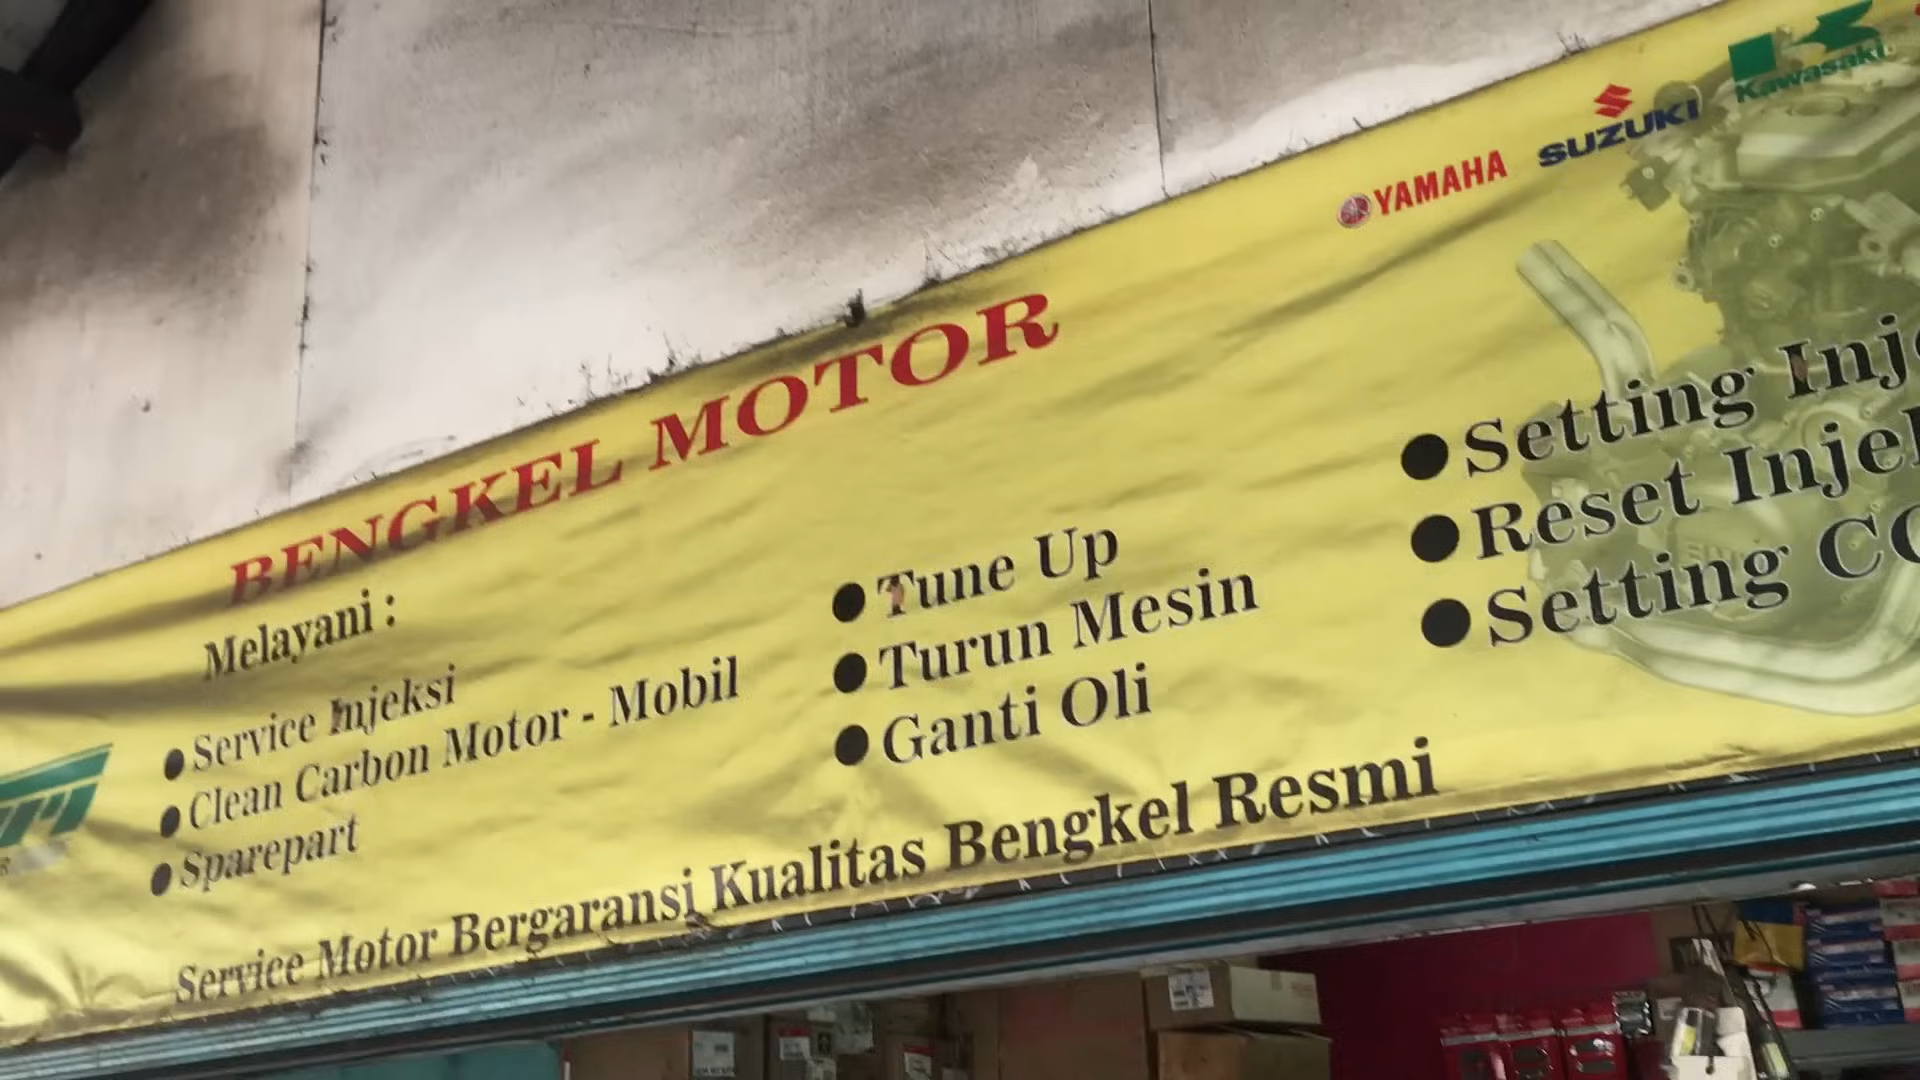 BENGKEL MOTOR
YAMAHA
SUZUKI
Kawasaki
Melayani :
Service Injeksi
Clean Carbon Motor - Mobil
Sparepart
Tune Up
Turun Mesin
Ganti Oli
Setting
Reset
Setting
Service Motor Bergaransi Kualitas Bengkel Resmi